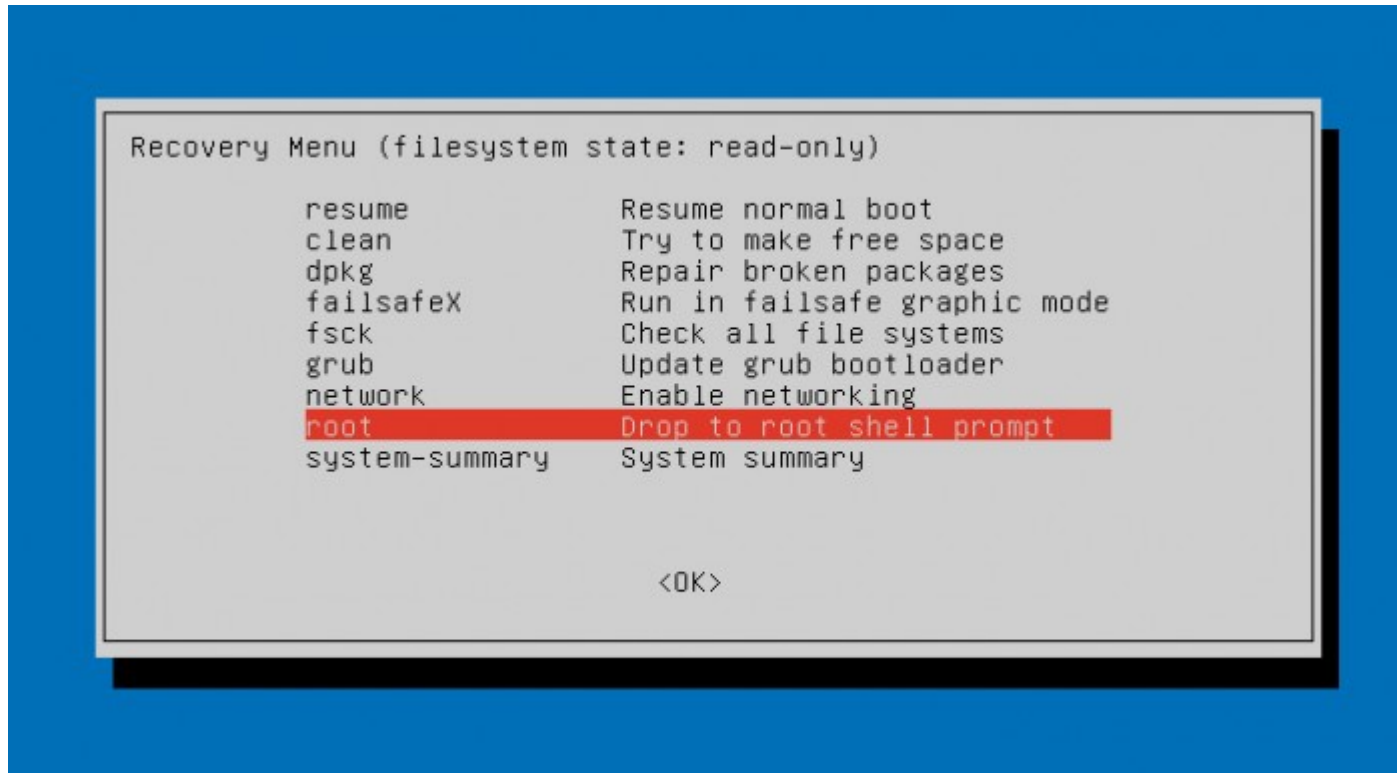 Recovery Menu (filesystem state: read-only)
resume Resume normal boot
clean Try to make free space
dpkg Repair broken packages
failsafeX Run in failsafe graphic mode
fsck Check all file systems
grub Update grub bootloader
network Enable networking
root Drop to root shell prompt
system-summary System summary
<OK>